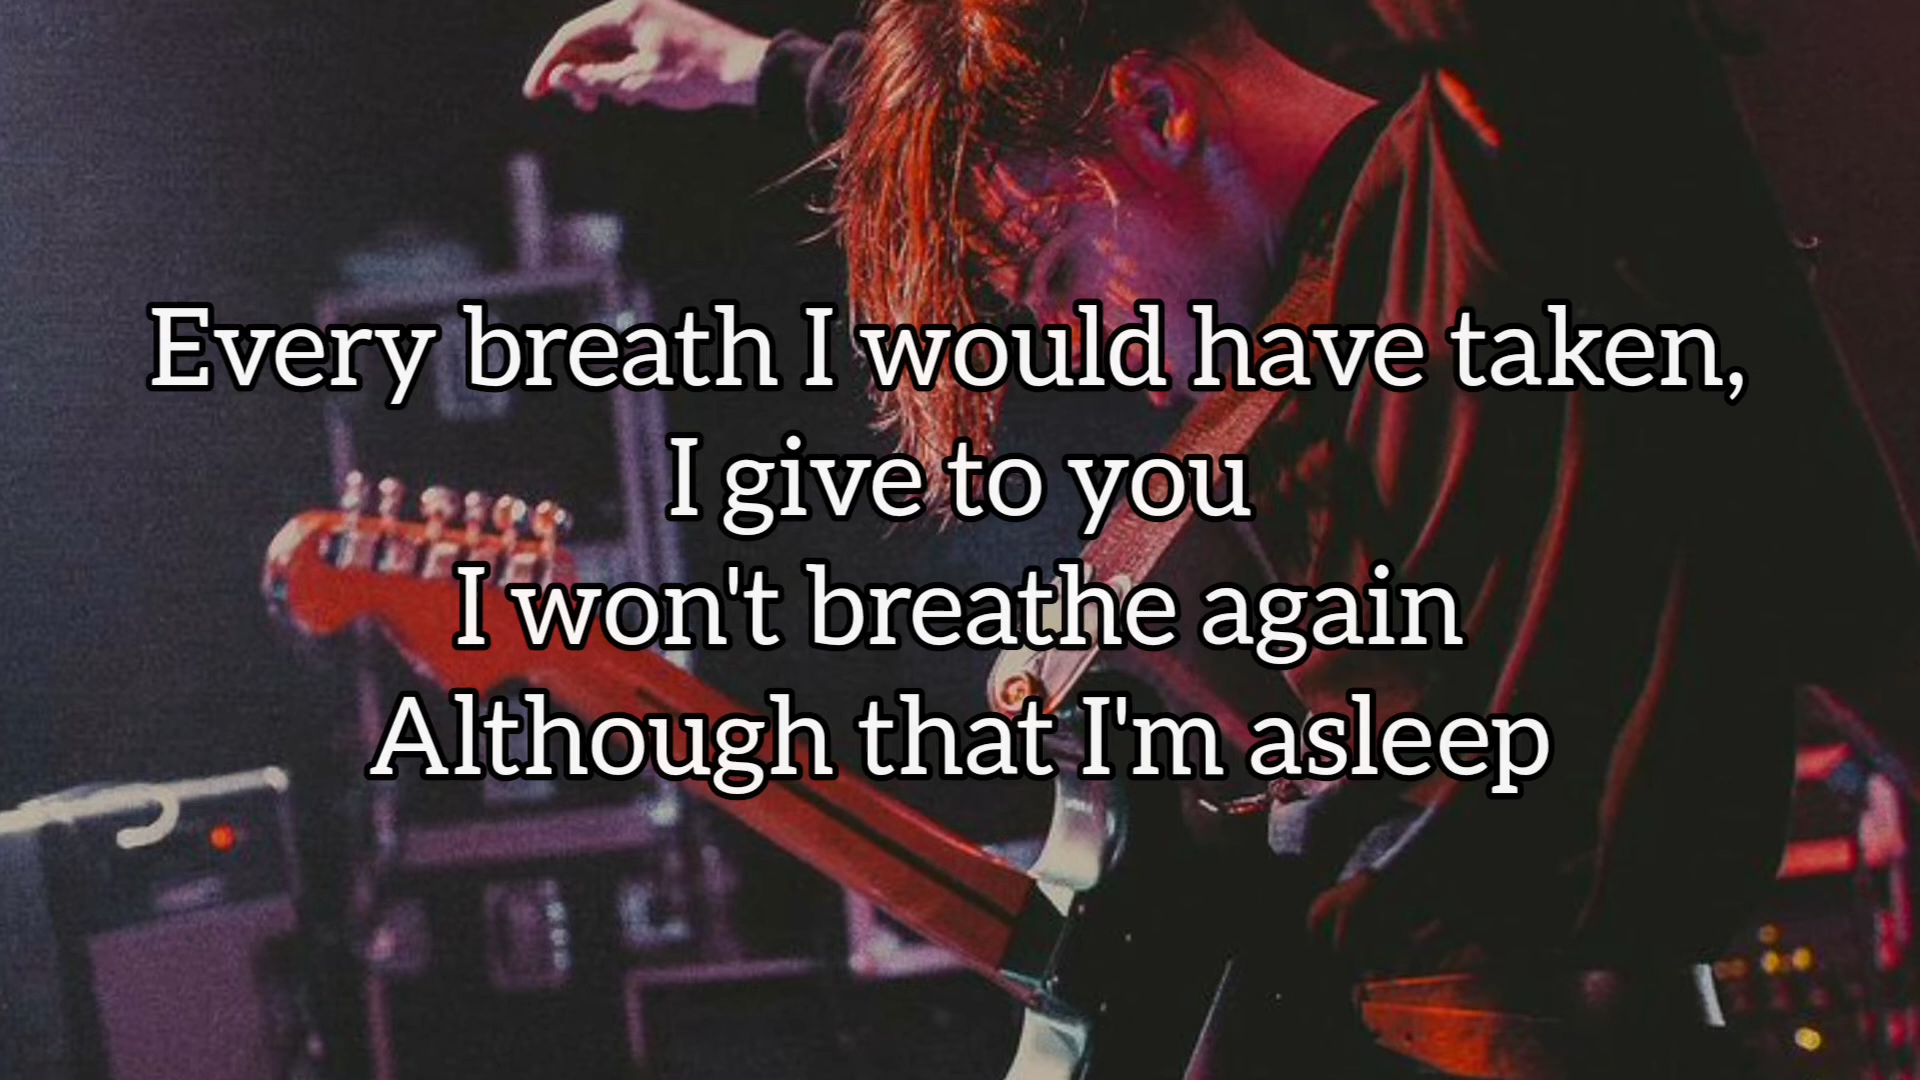 Every breath I would have taken,
I give to you
I won't breathe again
Although that I'm asleep